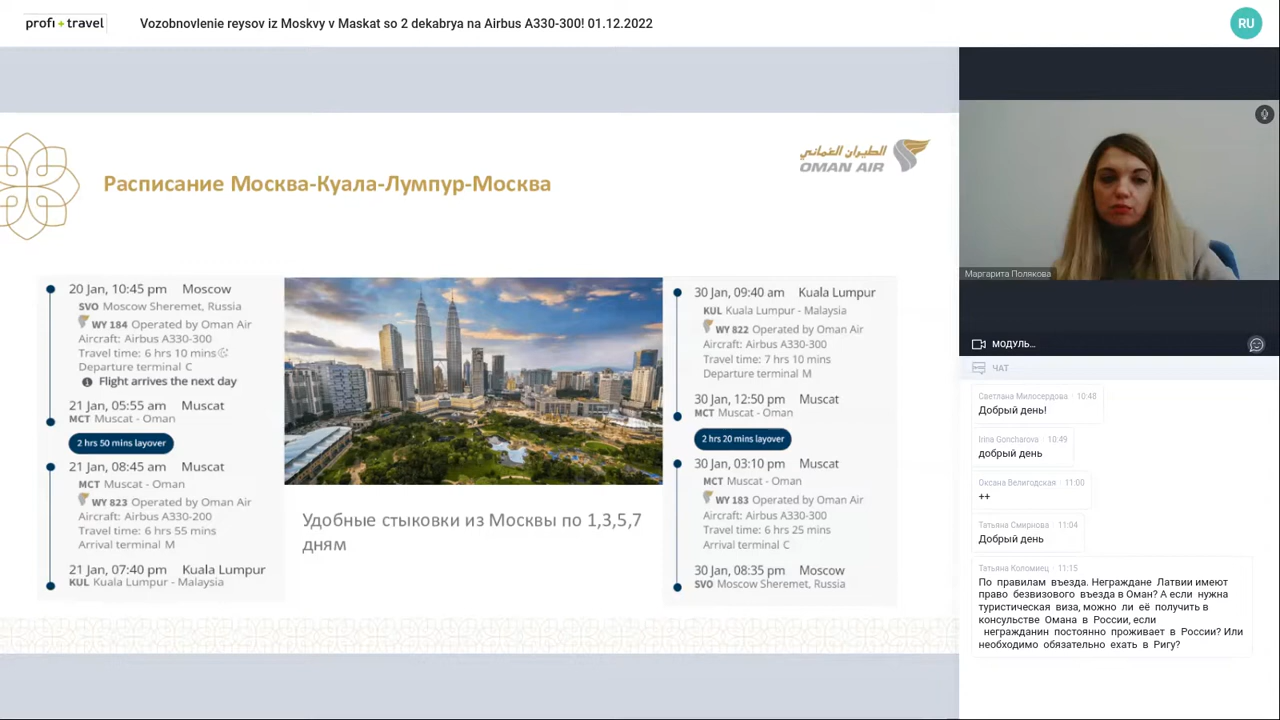 profi + travel
Vozobnovlenie reysov iz Moskvy v Maskat so 2 dekabrya na Airbus A330-300! 01.12.2022
RU
الطيران العُماني
OMAN AIR
Расписание Москва-Куала-Лумпур-Москва
20 Jan, 10:45 pm Moscow
SVO Moscow Sheremet, Russia
WY 184 Operated by Oman Air
Aircraft: Airbus A330-300
Travel time: 6 hrs 10 mins
Departure terminal C
Flight arrives the next day
21 Jan, 05:55 am Muscat
MCT Muscat - Oman
2 hrs 50 mins layover
21 Jan, 08:45 am Muscat
MCT Muscat - Oman
WY 823 Operated by Oman Air
Aircraft: Airbus A330-200
Travel time: 6 hrs 55 mins
Arrival terminal M
21 Jan, 07:40 pm Kuala Lumpur
KUL Kuala Lumpur - Malaysia
Удобные стыковки из Москвы по 1,3,5,7
дням
30 Jan, 09:40 am Kuala Lumpur
KUL Kuala Lumpur - Malaysia
WY 822 Operated by Oman Air
Aircraft: Airbus A330-300
Travel time: 7 hrs 10 mins
Departure terminal M
30 Jan, 12:50 pm Muscat
MCT Muscat - Oman
2 hrs 20 mins layover
30 Jan, 03:10 pm Muscat
MCT Muscat - Oman
WY 183 Operated by Oman Air
Aircraft: Airbus A330-300
Travel time: 6 hrs 25 mins
Arrival terminal C
30 Jan, 08:35 pm Moscow
SVO Moscow Sheremet, Russia
Маргарита Полякова
МОДУЛЬ...
ЧАТ
Светлана Милосердова · 10:48
Добрый день!
Irina Goncharova · 10:49
добрый день
Оксана Велигодская · 11:00
++
Татьяна Смирнова · 11:04
Добрый день
Татьяна Коломиец · 11:15
По правилам въезда. Неграждане Латвии имеют
право безвизового въезда в Оман? А если нужна
туристическая виза, можно ли её получить в
консульстве Омана в России, если
негражданин постоянно проживает в России? Или
необходимо обязательно ехать в Ригу?